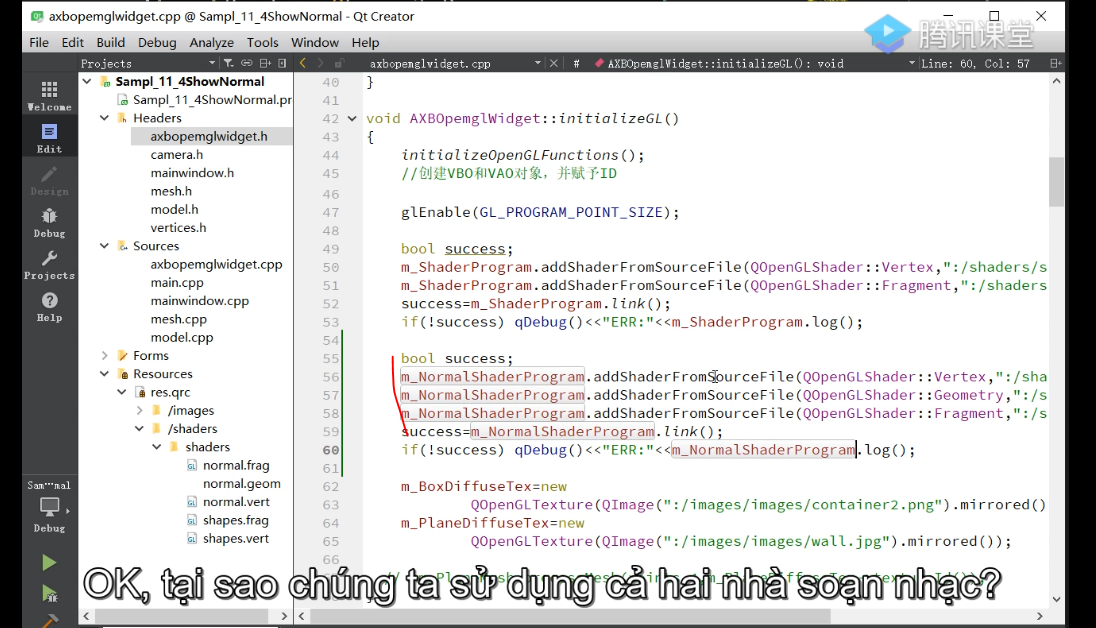 axbopemglwidget.cpp @ Sampl_11_4ShowNormal - Qt Creator
腾讯课堂
File Edit Build Debug Analyze Tools Window Help
Projects
axbopemglwidget.cpp
# AXBOpemglWidget::initializeGL(): void
Line: 60, Col: 57
Welcome
Edit
Design
Debug
Projects
Help
Sam···mal
Debug
Sampl_11_4ShowNormal
Sampl_11_4ShowNormal.pr
Headers
axbopemglwidget.h
camera.h
mainwindow.h
mesh.h
model.h
vertices.h
Sources
axbopemglwidget.cpp
main.cpp
mainwindow.cpp
mesh.cpp
model.cpp
Forms
Resources
res.qrc
/images
/shaders
shaders
normal.frag
normal.geom
normal.vert
shapes.frag
shapes.vert
40 }
41
42 void AXBOpemglWidget::initializeGL()
43 {
44 initializeOpenGLFunctions();
45 //创建VBO和VAO对象，并赋予ID
46
47 glEnable(GL_PROGRAM_POINT_SIZE);
48
49 bool success;
50 m_ShaderProgram.addShaderFromSourceFile(QOpenGLShader::Vertex,":/shaders/s
51 m_ShaderProgram.addShaderFromSourceFile(QOpenGLShader::Fragment,":/shaders
52 success=m_ShaderProgram.link();
53 if(!success) qDebug()<<"ERR:"<<m_ShaderProgram.log();
54
55 bool success;
56 m_NormalShaderProgram.addShaderFromSourceFile(QOpenGLShader::Vertex,":/sha
57 m_NormalShaderProgram.addShaderFromSourceFile(QOpenGLShader::Geometry,":/s
58 m_NormalShaderProgram.addShaderFromSourceFile(QOpenGLShader::Fragment,":/s
59 success=m_NormalShaderProgram.link();
60 if(!success) qDebug()<<"ERR:"<<m_NormalShaderProgram.log();
61
62 m_BoxDiffuseTex=new
63 QOpenGLTexture(QImage(":/images/images/container2.png").mirrored()
64 m_PlaneDiffuseTex=new
65 QOpenGLTexture(QImage(":/images/images/wall.jpg").mirrored());
66
OK, tại sao chúng ta sử dụng cả hai nhà soạn nhạc?